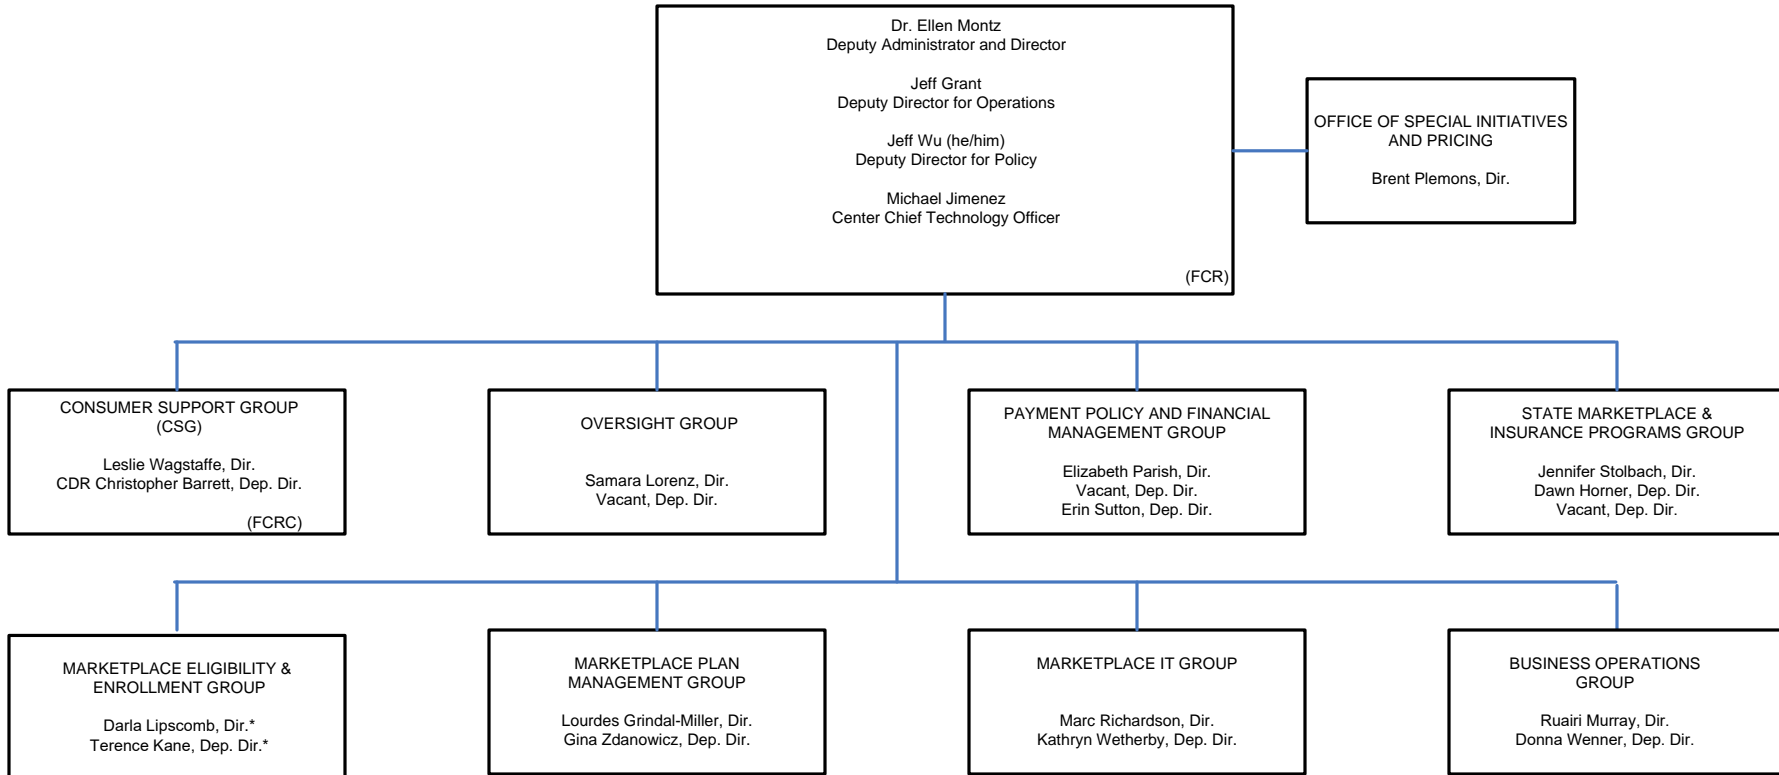 Dr. Ellen Montz
Deputy Administrator and Director
Jeff Grant
Deputy Director for Operations
Jeff Wu (he/him)
Deputy Director for Policy
Michael Jimenez
Center Chief Technology Officer
(FCR)
OFFICE OF SPECIAL INITIATIVES
AND PRICING
Brent Plemons, Dir.
CONSUMER SUPPORT GROUP
(CSG)
Leslie Wagstaffe, Dir.
CDR Christopher Barrett, Dep. Dir.
(FCRC)
OVERSIGHT GROUP
Samara Lorenz, Dir.
Vacant, Dep. Dir.
PAYMENT POLICY AND FINANCIAL
MANAGEMENT GROUP
Elizabeth Parish, Dir.
Vacant, Dep. Dir.
Erin Sutton, Dep. Dir.
STATE MARKETPLACE &
INSURANCE PROGRAMS GROUP
Jennifer Stolbach, Dir.
Dawn Horner, Dep. Dir.
Vacant, Dep. Dir.
MARKETPLACE ELIGIBILITY &
ENROLLMENT GROUP
Darla Lipscomb, Dir.*
Terence Kane, Dep. Dir.*
MARKETPLACE PLAN
MANAGEMENT GROUP
Lourdes Grindal-Miller, Dir.
Gina Zdanowicz, Dep. Dir.
MARKETPLACE IT GROUP
Marc Richardson, Dir.
Kathryn Wetherby, Dep. Dir.
BUSINESS OPERATIONS
GROUP
Ruairi Murray, Dir.
Donna Wenner, Dep. Dir.